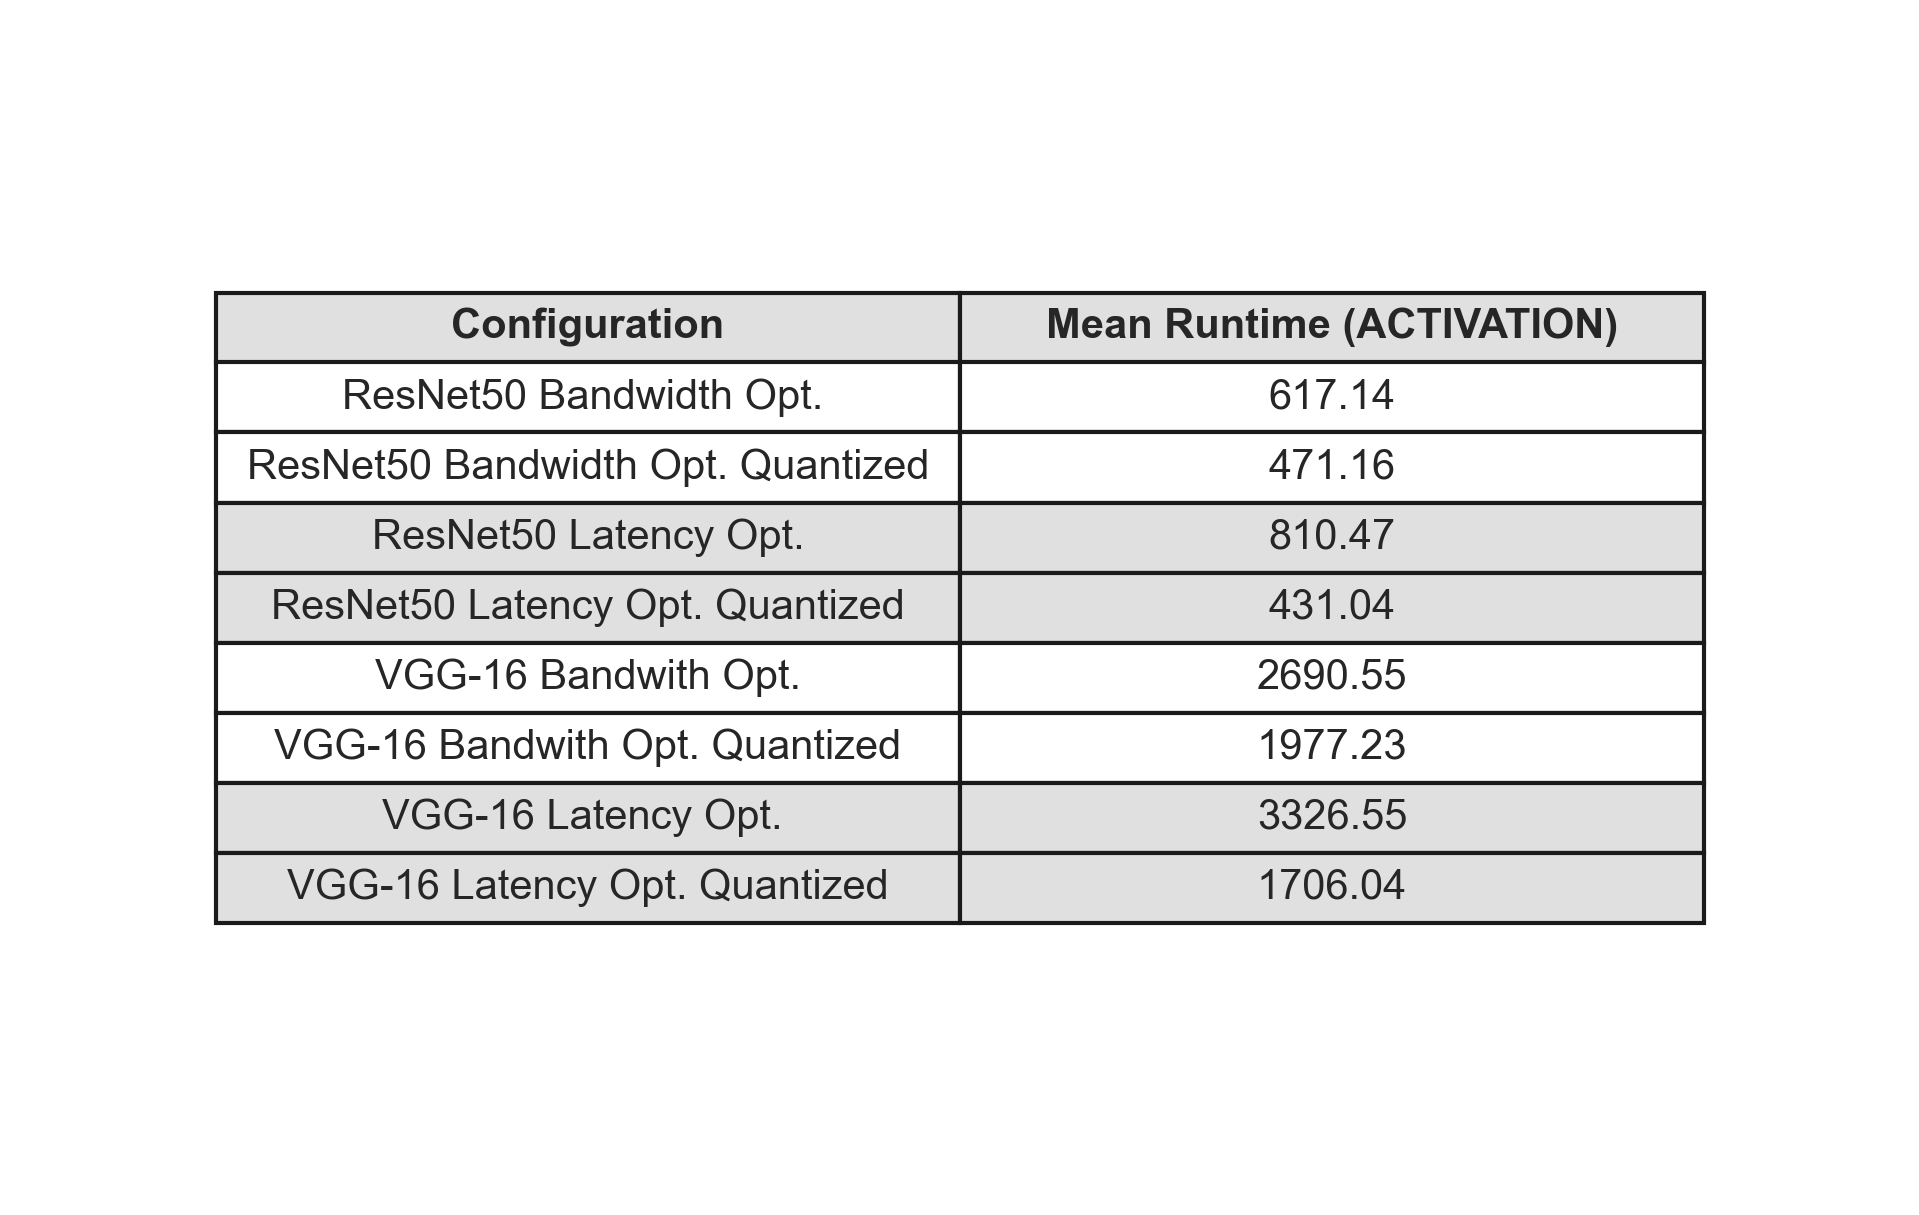 Configuration Mean Runtime (ACTIVATION)
ResNet50 Bandwidth Opt. 617.14
ResNet50 Bandwidth Opt. Quantized 471.16
ResNet50 Latency Opt. 810.47
ResNet50 Latency Opt. Quantized 431.04
VGG-16 Bandwith Opt. 2690.55
VGG-16 Bandwith Opt. Quantized 1977.23
VGG-16 Latency Opt. 3326.55
VGG-16 Latency Opt. Quantized 1706.04